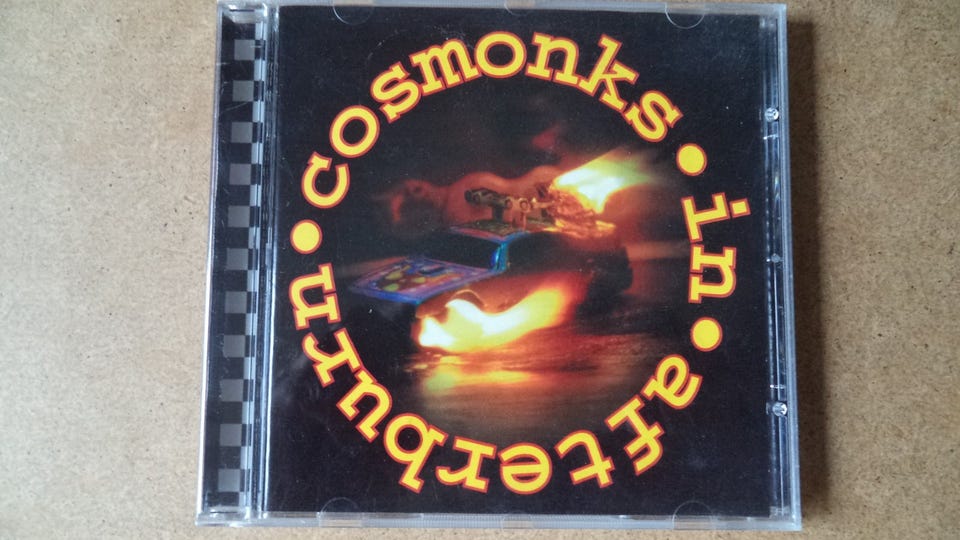 cosmonks • in • afterburn •